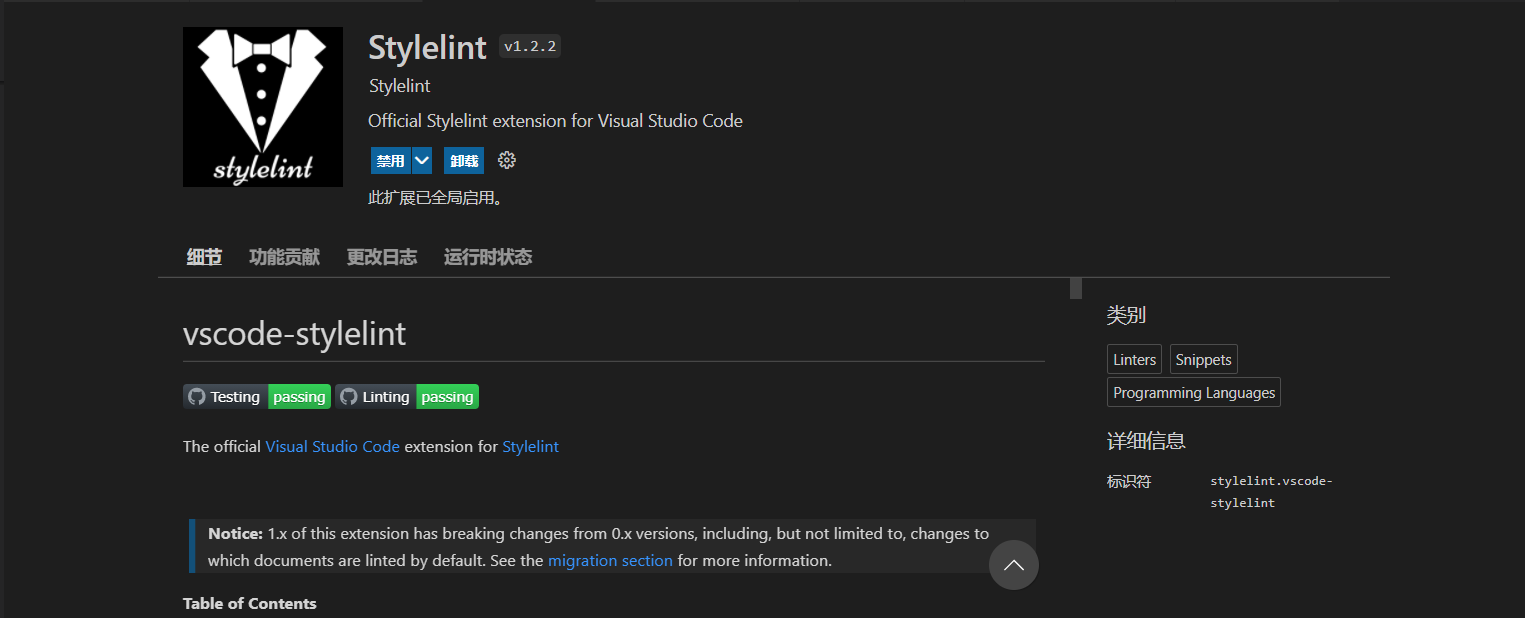 stylelint
Stylelint v1.2.2
Stylelint
Official Stylelint extension for Visual Studio Code
禁用 卸载
此扩展已全局启用。
细节 功能贡献 更改日志 运行时状态
vscode-stylelint
Testing passing Linting passing
The official Visual Studio Code extension for Stylelint
Notice: 1.x of this extension has breaking changes from 0.x versions, including, but not limited to, changes to
which documents are linted by default. See the migration section for more information.
Table of Contents
类别
Linters Snippets
Programming Languages
详细信息
标识符 stylelint.vscode-
stylelint